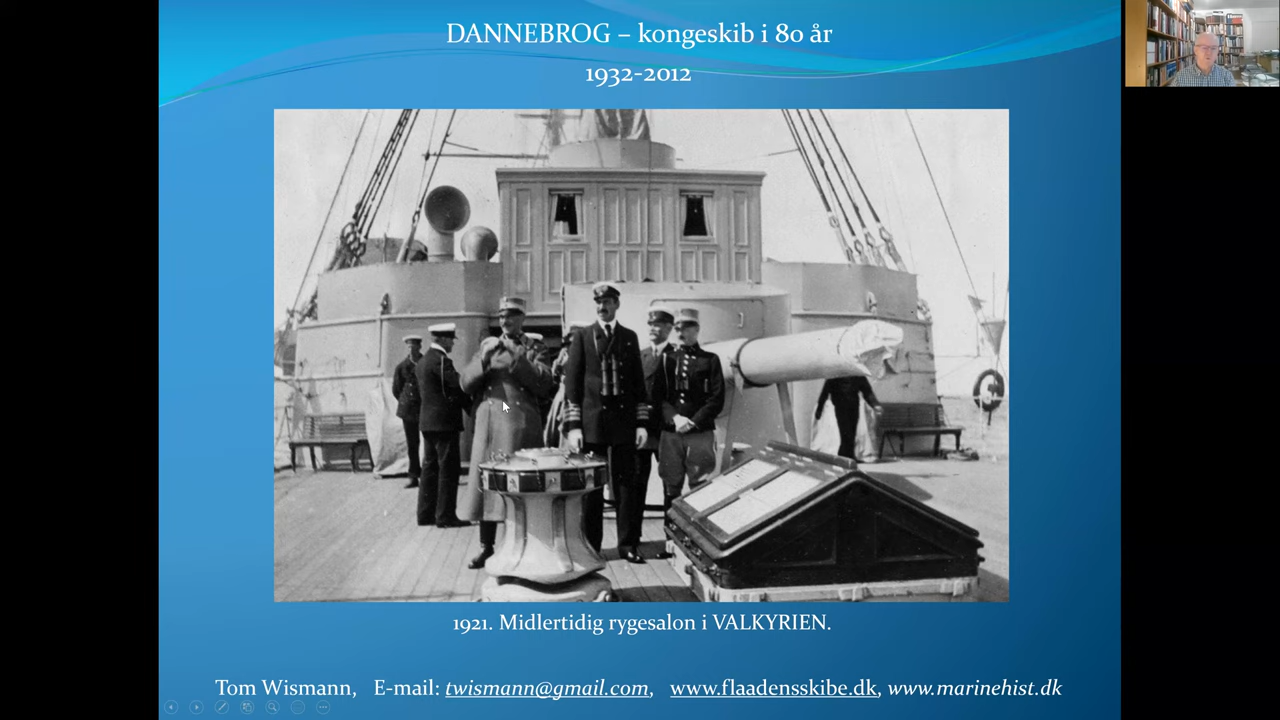 DANNEBROG – kongeskib i 80 år
1932-2012
1921. Midlertidig rygesalon i VALKYRIEN.
Tom Wismann, E-mail: twismann@gmail.com, www.flaadensskibe.dk, www.marinehist.dk